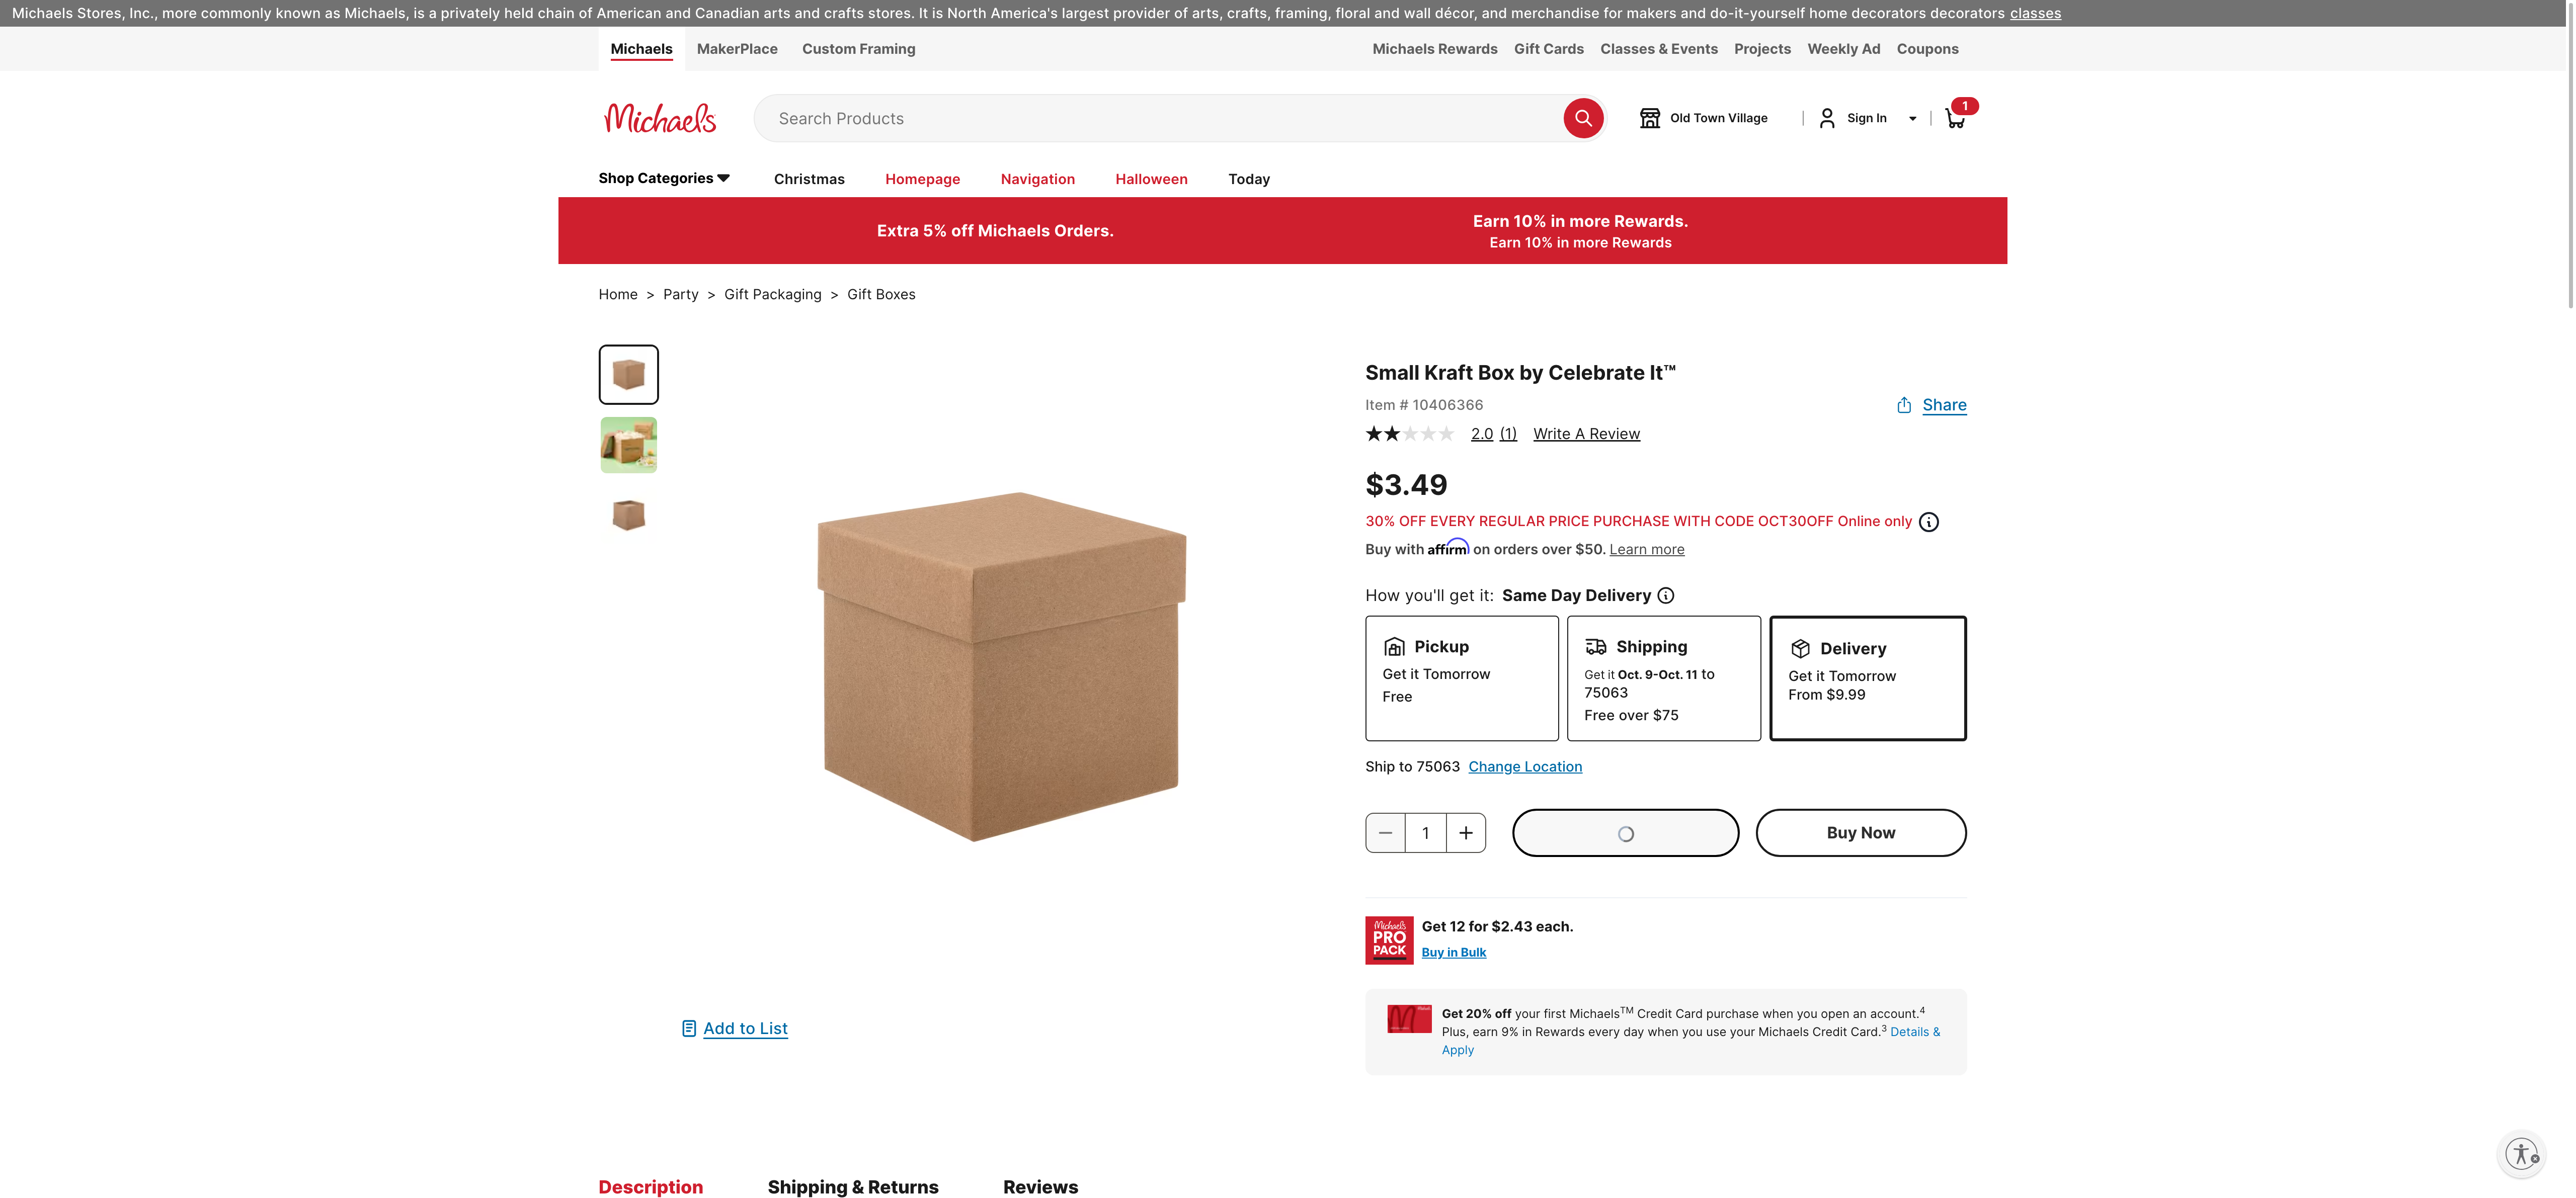 Michaels Stores, Inc., more commonly known as Michaels, is a privately held chain of American and Canadian arts and crafts stores. It is North America's largest provider of arts, crafts, framing, floral and wall décor, and merchandise for makers and do-it-yourself home decorators decorators classes
Michaels MakerPlace Custom Framing Michaels Rewards Gift Cards Classes & Events Projects Weekly Ad Coupons
Michaels Search Products Old Town Village | Sign In | 1
Shop Categories Christmas Homepage Navigation Halloween Today
Extra 5% off Michaels Orders.
Earn 10% in more Rewards.
Earn 10% in more Rewards
Home > Party > Gift Packaging > Gift Boxes
Small Kraft Box by Celebrate It™
Item # 10406366 Share
2.0 (1) Write A Review
$3.49
30% OFF EVERY REGULAR PRICE PURCHASE WITH CODE OCT30OFF Online only
Buy with affirm on orders over $50. Learn more
How you'll get it: Same Day Delivery
Pickup
Get it Tomorrow
Free
Shipping
Get it Oct. 9-Oct. 11 to
75063
Free over $75
Delivery
Get it Tomorrow
From $9.99
Ship to 75063 Change Location
1 Buy Now
Michaels
PRO
PACK
Get 12 for $2.43 each.
Buy in Bulk
Get 20% off your first Michaels™ Credit Card purchase when you open an account.⁴
Plus, earn 9% in Rewards every day when you use your Michaels Credit Card.³ Details &
Apply
Add to List
Description Shipping & Returns Reviews